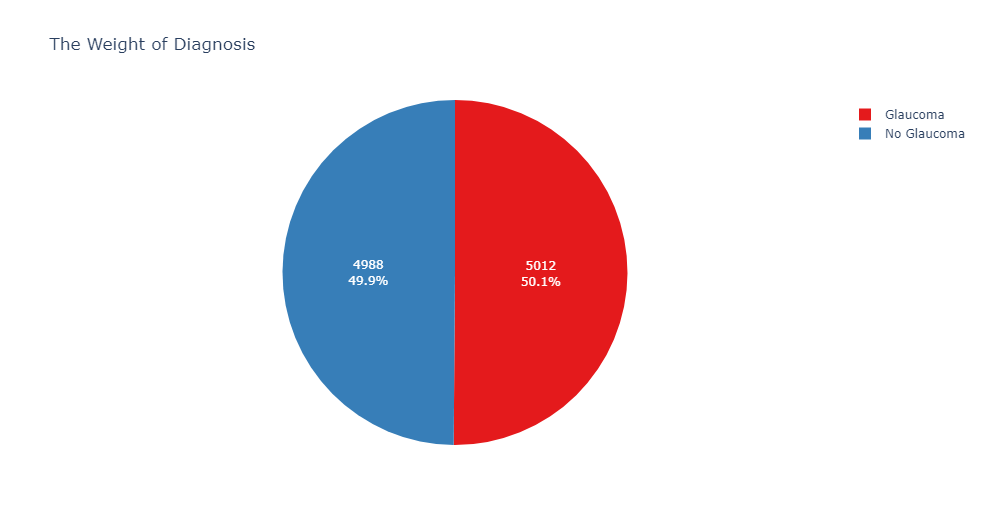 The Weight of Diagnosis
Glaucoma
No Glaucoma
4988
49.9%
5012
50.1%